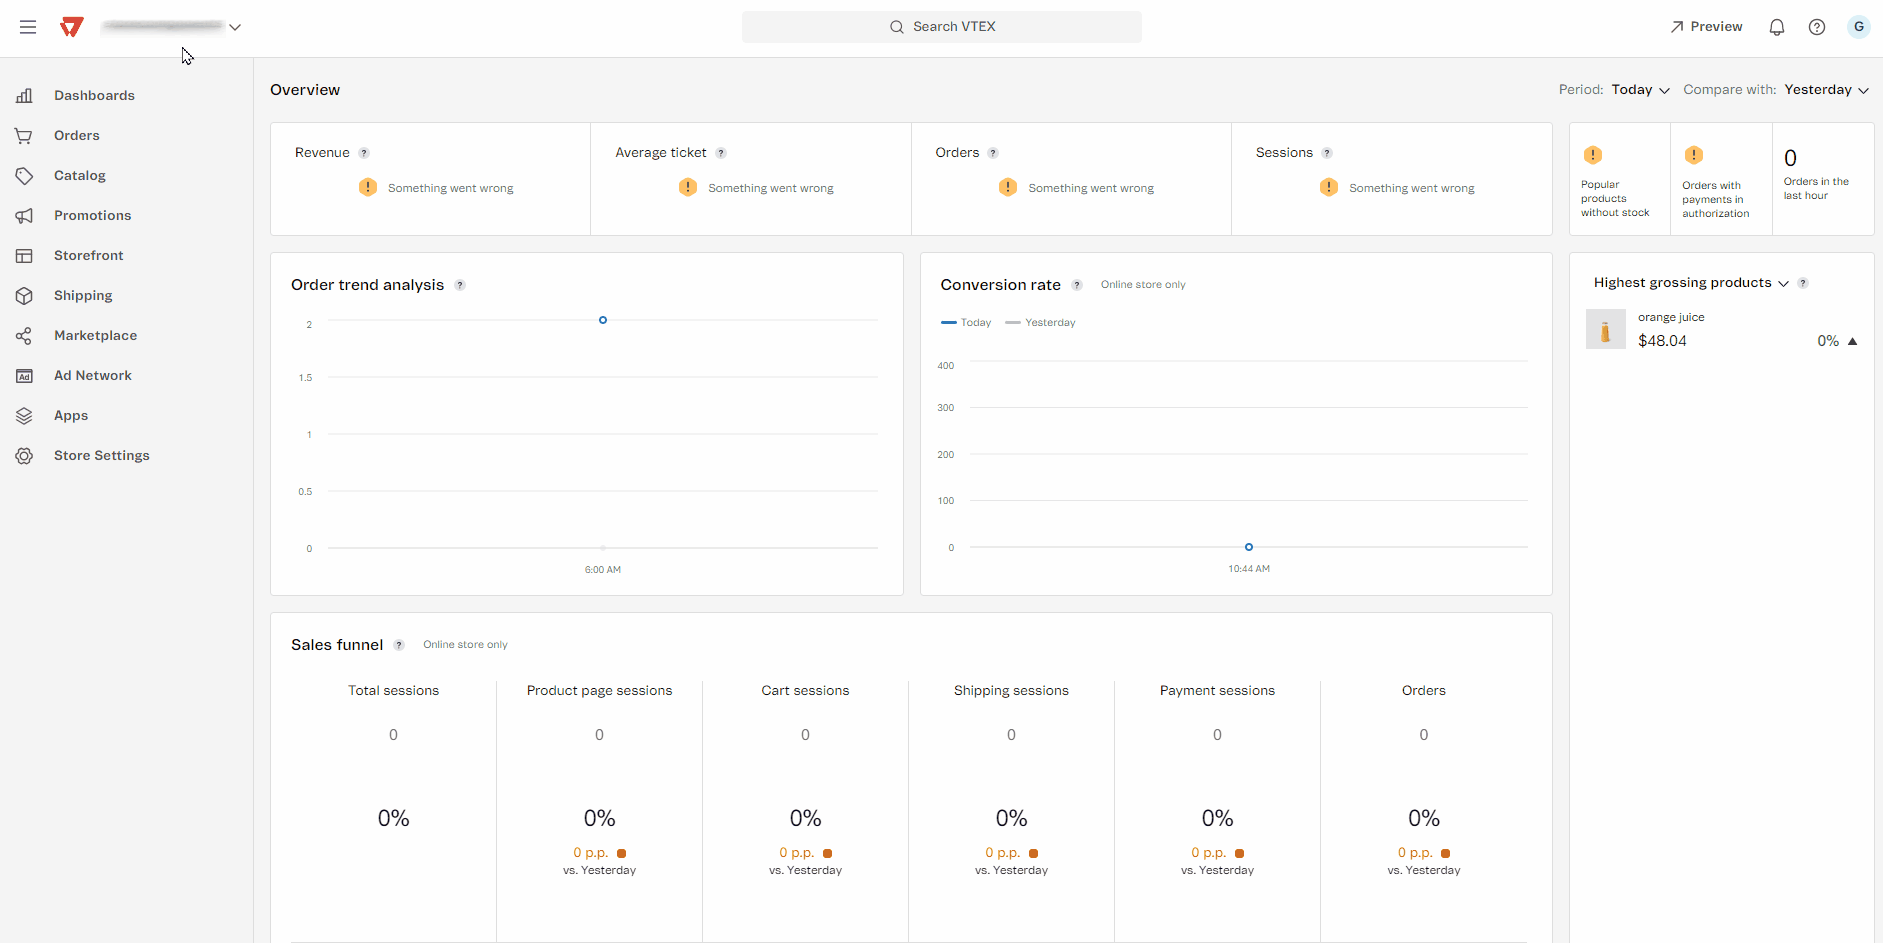 Search VTEX
Preview
G
Dashboards
Orders
Catalog
Promotions
Storefront
Shipping
Marketplace
Ad
Ad Network
Apps
Store Settings
Overview
Period: Today
Compare with: Yesterday
Revenue ?
! Something went wrong
Average ticket ?
! Something went wrong
Orders ?
! Something went wrong
Sessions ?
! Something went wrong
!
Popular
products
without stock
!
Orders with
payments in
authorization
0
Orders in the
last hour
Order trend analysis ?
2
1.5
1
0.5
0
6:00 AM
Conversion rate ? Online store only
Today Yesterday
400
300
200
100
0
10:44 AM
Highest grossing products ?
orange juice
$48.04 0%
Sales funnel ? Online store only
Total sessions
0
0%
Product page sessions
0
0%
0 p.p.
vs. Yesterday
Cart sessions
0
0%
0 p.p.
vs. Yesterday
Shipping sessions
0
0%
0 p.p.
vs. Yesterday
Payment sessions
0
0%
0 p.p.
vs. Yesterday
Orders
0
0%
0 p.p.
vs. Yesterday